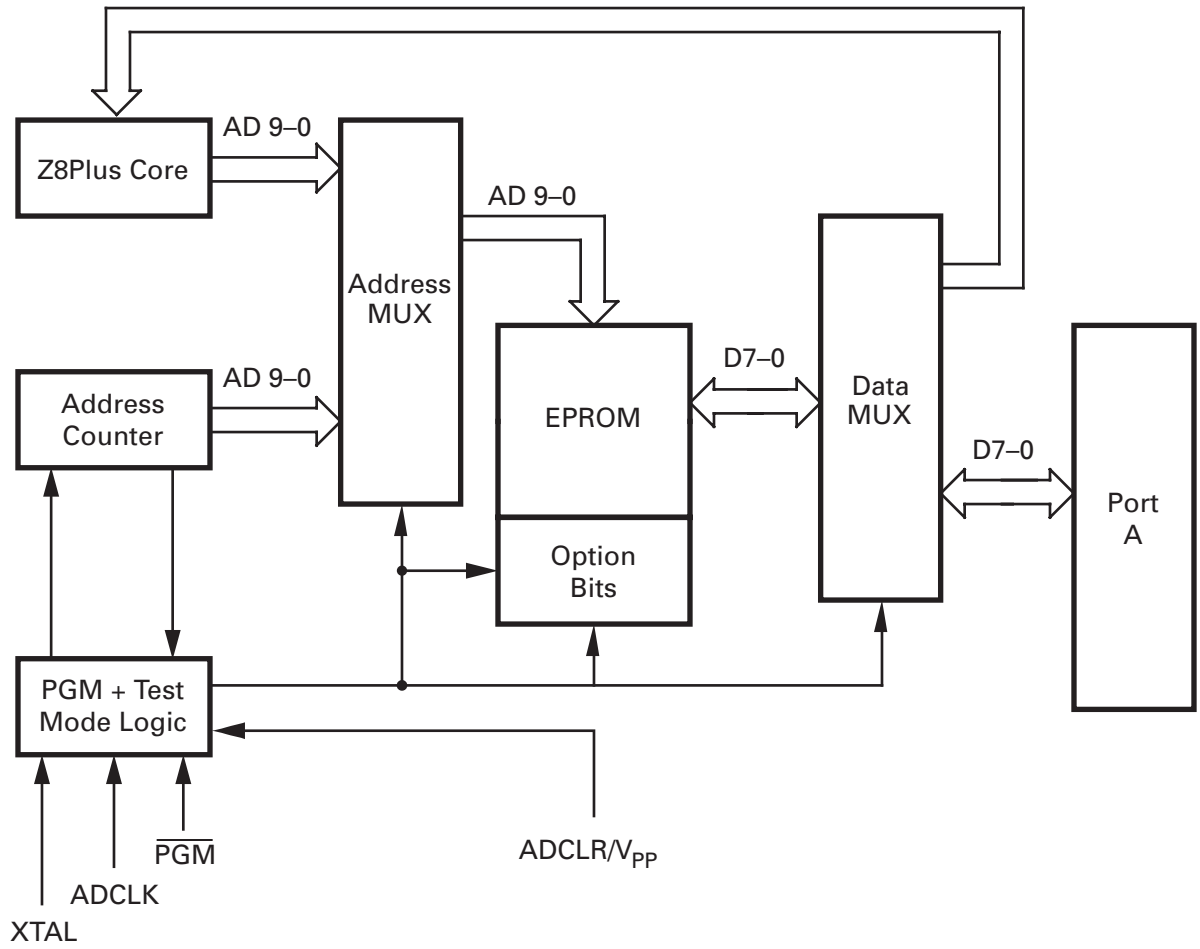 AD 9–0
Z8Plus Core
AD 9–0
Address
MUX
AD 9–0
Address
Counter
EPROM
D7–0
Data
MUX
D7–0
Port
A
Option
Bits
PGM + Test
Mode Logic
PGM
ADCLR/VPP
ADCLK
XTAL